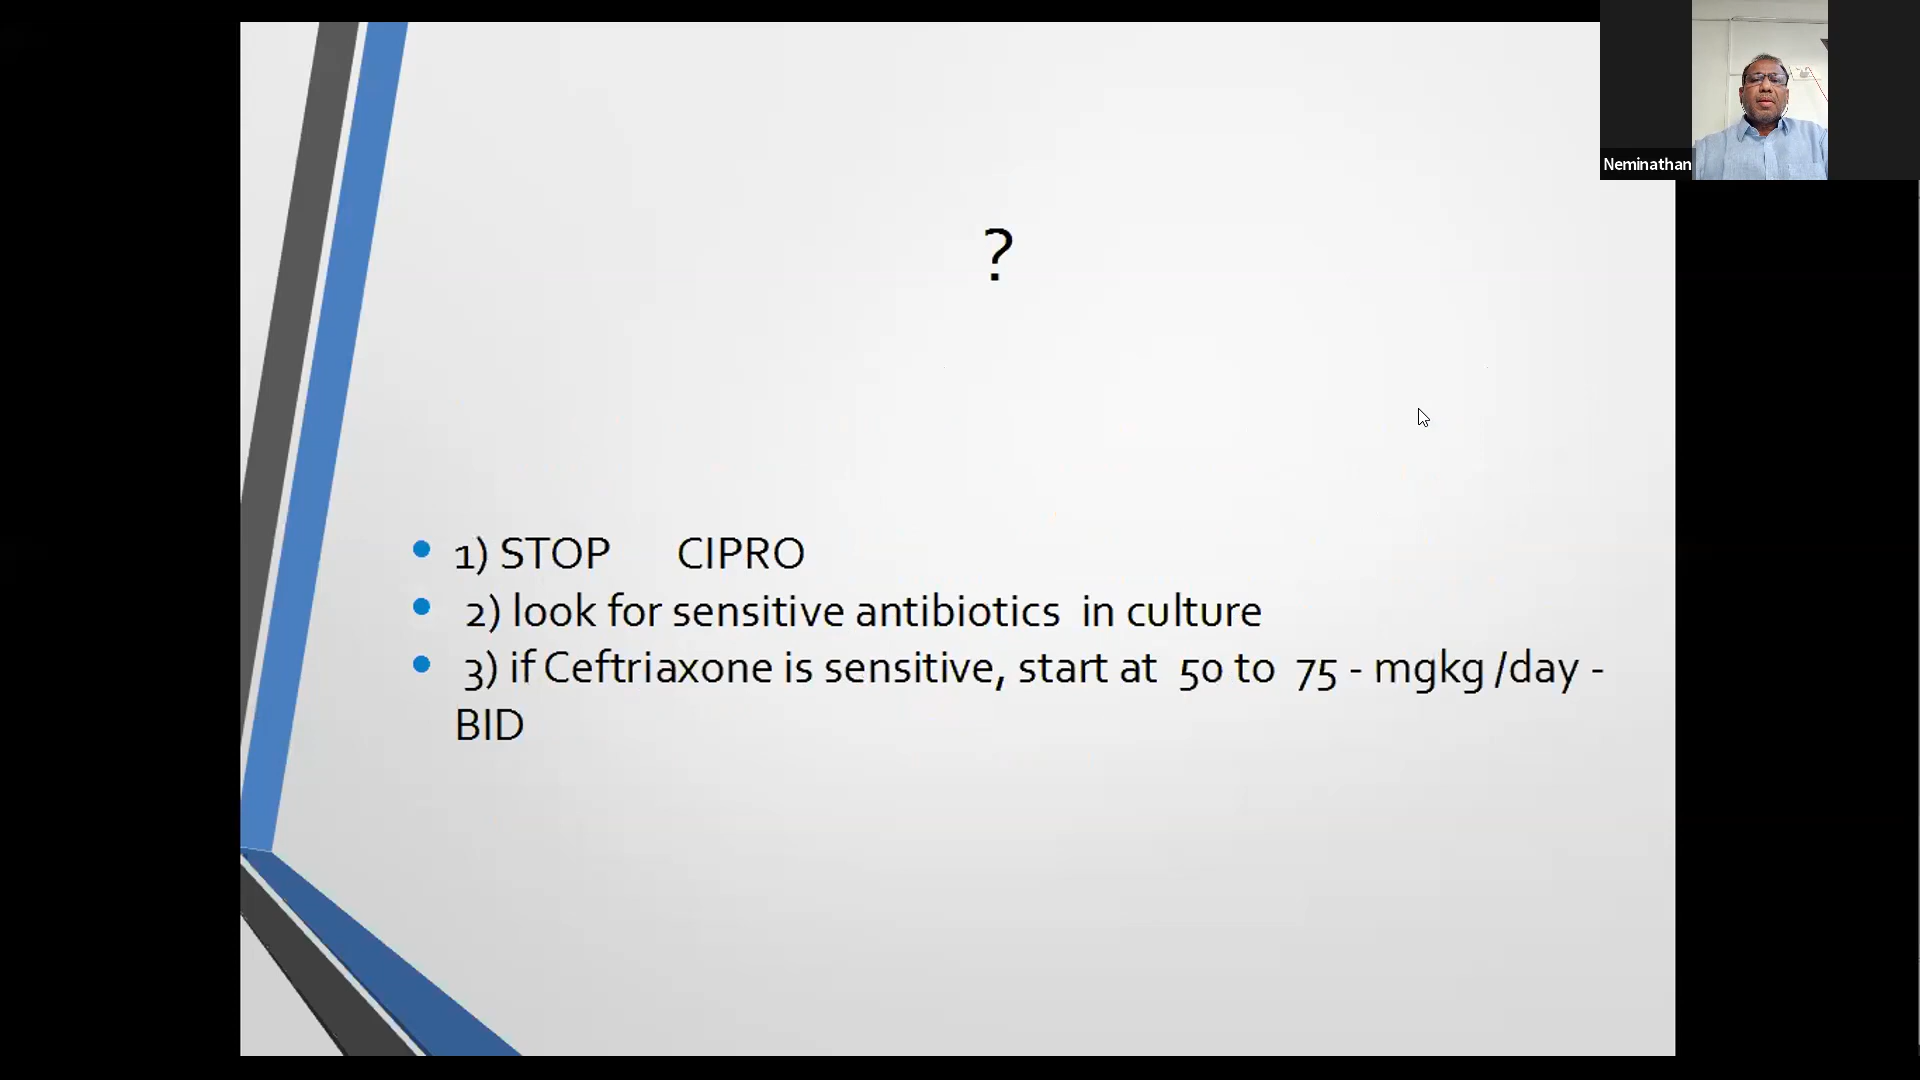 Neminathan
?
1) STOP CIPRO
2) look for sensitive antibiotics in culture
3) if Ceftriaxone is sensitive, start at 50 to 75 - mgkg /day -
BID